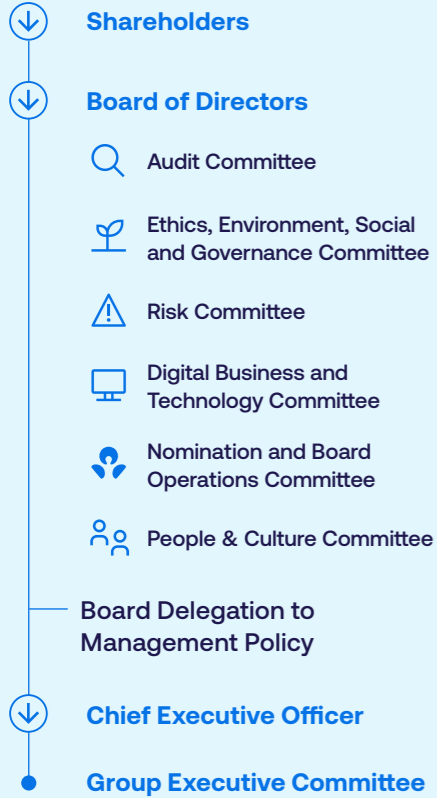 Shareholders
Board of Directors
Audit Committee
Ethics, Environment, Social
and Governance Committee
Risk Committee
Digital Business and
Technology Committee
Nomination and Board
Operations Committee
People & Culture Committee
Board Delegation to
Management Policy
Chief Executive Officer
Group Executive Committee